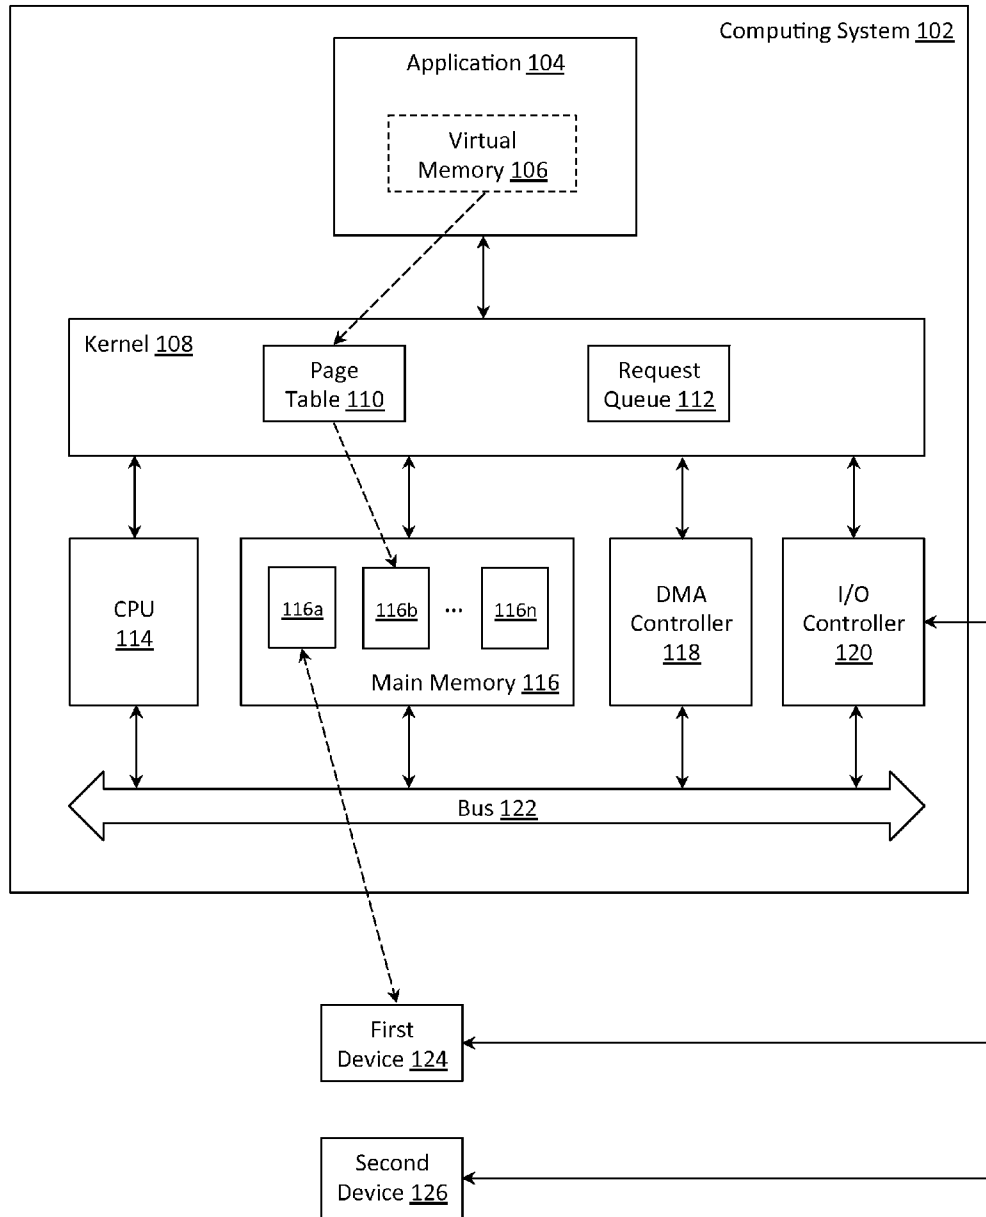 Computing System 102
Application 104
Virtual
Memory 106
Kernel 108
Page
Table 110
Request
Queue 112
CPU
114
116a
116b
...
116n
Main Memory 116
DMA
Controller
118
I/O
Controller
120
Bus 122
First
Device 124
Second
Device 126